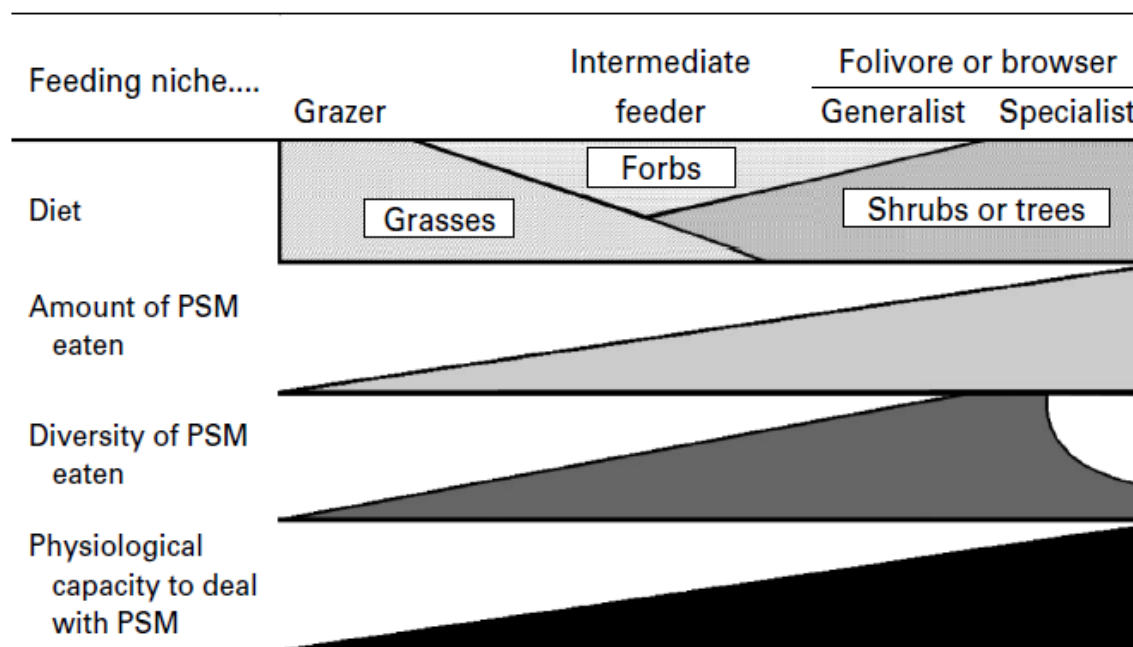 Feeding niche....
Grazer
Intermediate
feeder
Folivore or browser
Generalist
Specialist
Diet
Grasses
Forbs
Shrubs or trees
Amount of PSM
eaten
Diversity of PSM
eaten
Physiological
capacity to deal
with PSM